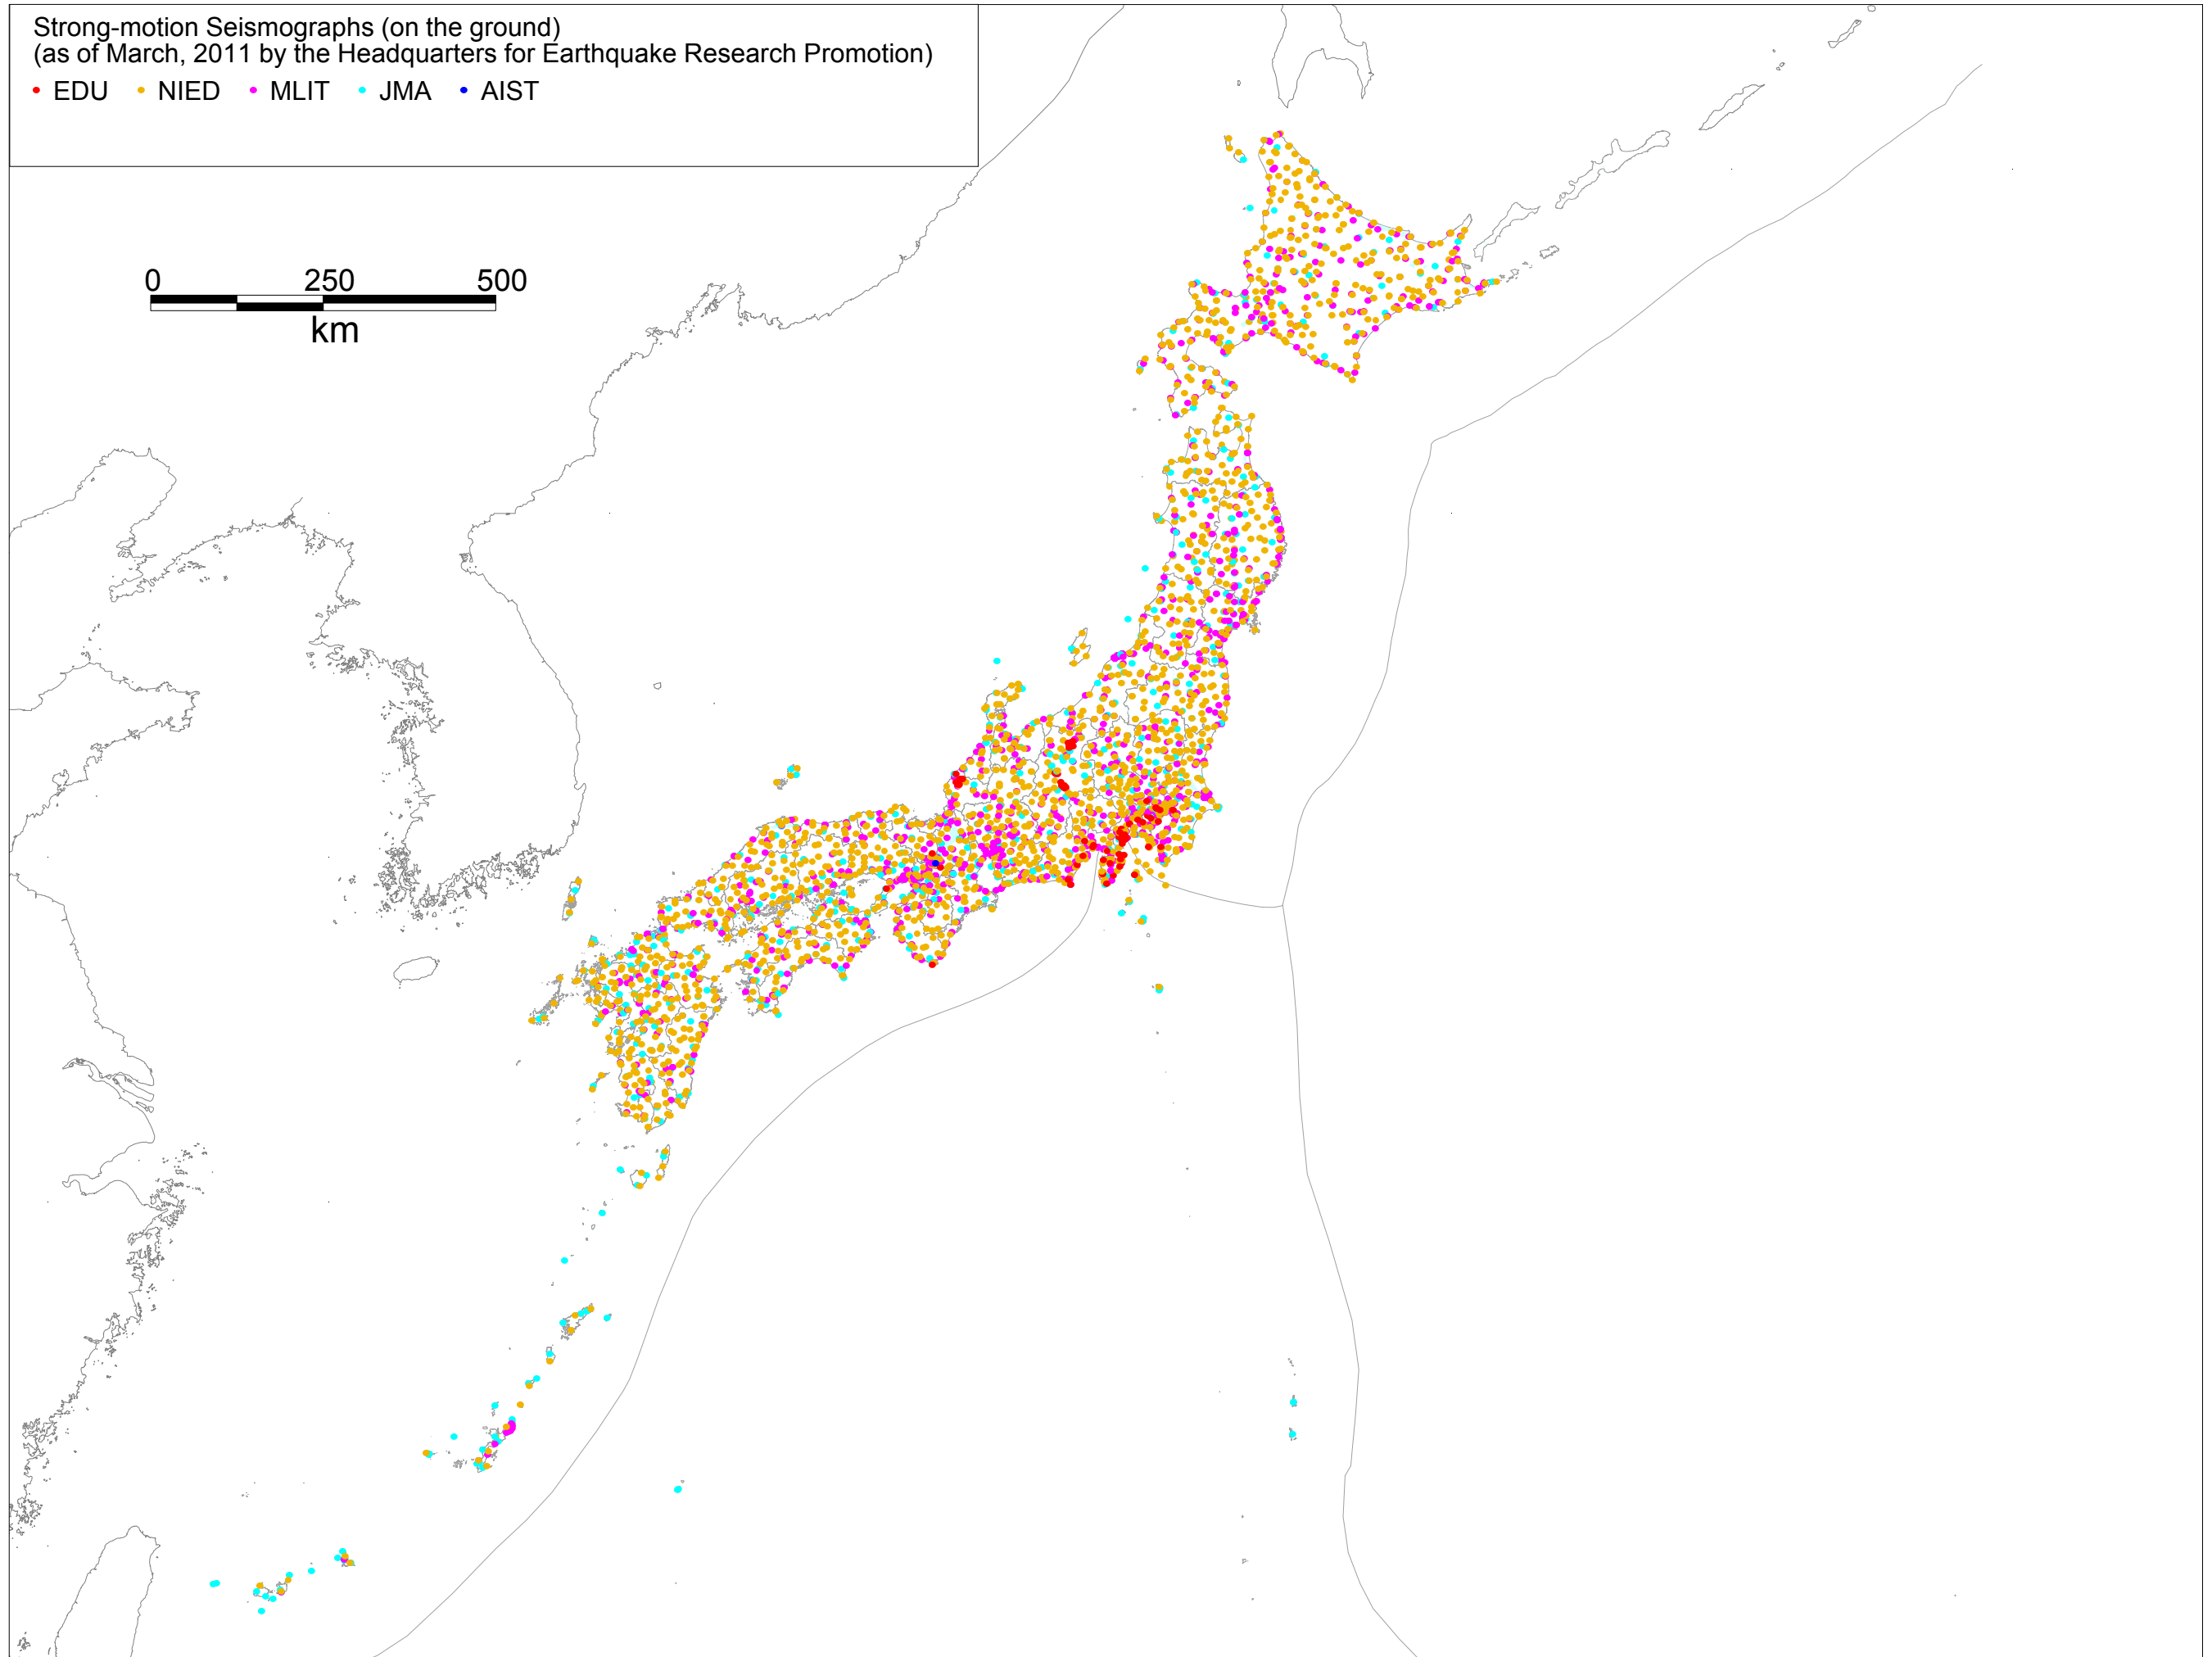 Strong-motion Seismographs (on the ground)
(as of March, 2011 by the Headquarters for Earthquake Research Promotion)
EDU NIED MLIT JMA AIST
0 250 500
km